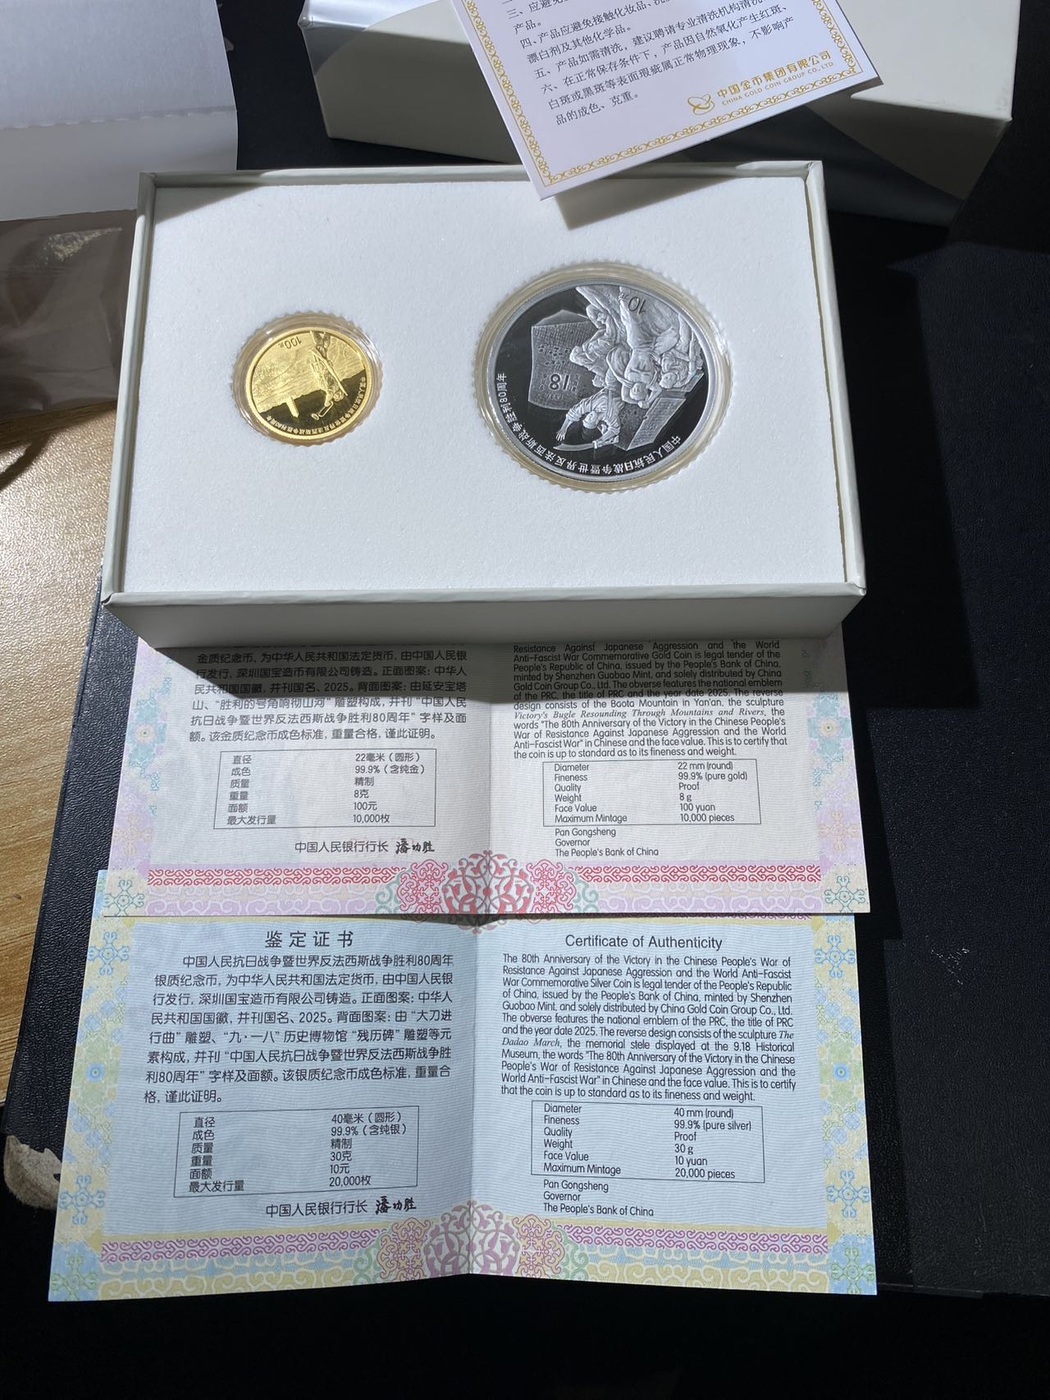 三、应避免
产品。
四、产品应避免接触化妆品、洗
漂白剂及其他化学品。
五、产品如需清洗，建议聘请专业清洗机构清洗
六、在正常保存条件下，产品因自然氧化产生红斑、
白斑或黑斑等表面瑕疵属正常物理现象，不影响产
品的成色、克重。
中国金币集团有限公司
CHINA GOLD COIN GROUP CO., LTD.
100元
10元
18
中国人民抗日战争暨世界反法西斯战争胜利80周年
金质纪念币，为中华人民共和国法定货币，由中国人民银
行发行，深圳国宝造币有限公司铸造。正面图案：中华人
民共和国国徽，并刊国名、2025。背面图案：由延安宝塔
山、“胜利的号角响彻山河”雕塑构成，并刊“中国人民
抗日战争暨世界反法西斯战争胜利80周年”字样及面
额。该金质纪念币成色标准，重量合格，谨此证明。
直径 22毫米（圆形）
成色 99.9%（含纯金）
质量 精制
重量 8克
面额 100元
最大发行量 10,000枚
中国人民银行行长 潘功胜
Resistance Against Japanese Aggression and the World
Anti-Fascist War Commemorative Gold Coin is legal tender of the
People's Republic of China, issued by the People's Bank of China,
minted by Shenzhen Guobao Mint, and solely distributed by China
Gold Coin Group Co., Ltd. The obverse features the national emblem
of the PRC, the title of PRC and the year date 2025. The reverse
design consists of the Baota Mountain in Yan'an, the sculpture
Victory's Bugle Resounding Through Mountains and Rivers, the
words "The 80th Anniversary of the Victory in the Chinese People's
War of Resistance Against Japanese Aggression and the World
Anti-Fascist War" in Chinese and the face value. This is to certify that
the coin is up to standard as to its fineness and weight.
Diameter 22 mm (round)
Fineness 99.9% (pure gold)
Quality Proof
Weight 8 g
Face Value 100 yuan
Maximum Mintage 10,000 pieces
Pan Gongsheng
Governor
The People's Bank of China
鉴定证书
中国人民抗日战争暨世界反法西斯战争胜利80周年
银质纪念币，为中华人民共和国法定货币，由中国人民银
行发行，深圳国宝造币有限公司铸造。正面图案：中华人
民共和国国徽，并刊国名、2025。背面图案：由“大刀进
行曲”雕塑、“九·一八”历史博物馆“残历碑”雕塑等元
素构成，并刊“中国人民抗日战争暨世界反法西斯战争胜
利80周年”字样及面额。该银质纪念币成色标准，重量合
格，谨此证明。
直径 40毫米（圆形）
成色 99.9%（含纯银）
质量 精制
重量 30克
面额 10元
最大发行量 20,000枚
中国人民银行行长 潘功胜
Certificate of Authenticity
The 80th Anniversary of the Victory in the Chinese People's War of
Resistance Against Japanese Aggression and the World Anti-Fascist
War Commemorative Silver Coin is legal tender of the People's Republic
of China, issued by the People's Bank of China, minted by Shenzhen
Guobao Mint, and solely distributed by China Gold Coin Group Co., Ltd.
The obverse features the national emblem of the PRC, the title of PRC
and the year date 2025. The reverse design consists of the sculpture The
Dadao March, the memorial stele displayed at the 9.18 Historical
Museum, the words "The 80th Anniversary of the Victory in the Chinese
People's War of Resistance Against Japanese Aggression and the
World Anti-Fascist War" in Chinese and the face value. This is to certify
that the coin is up to standard as to its fineness and weight.
Diameter 40 mm (round)
Fineness 99.9% (pure silver)
Quality Proof
Weight 30 g
Face Value 10 yuan
Maximum Mintage 20,000 pieces
Pan Gongsheng
Governor
The People's Bank of China